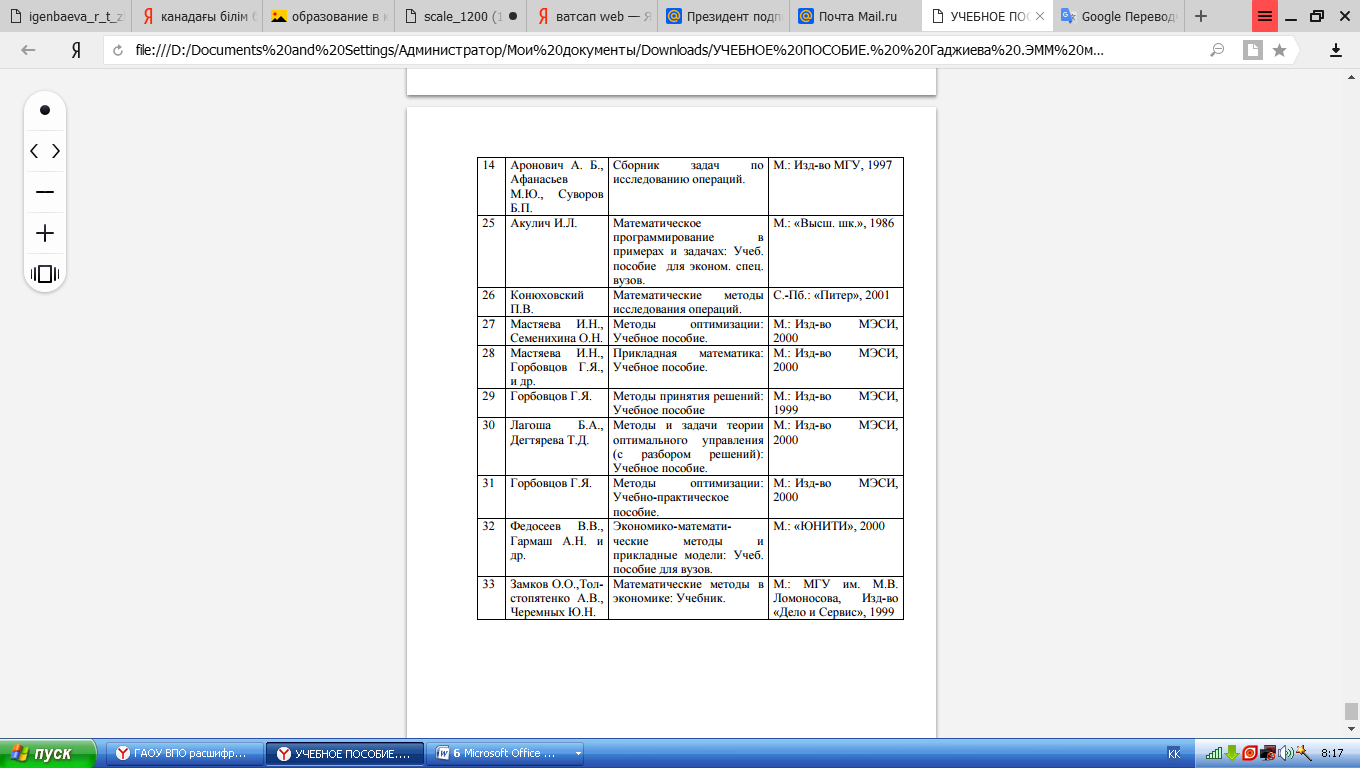 igenbaeva_r_t_z
канадағы білім б
образование в к
scale_1200 (1
ватсап web — Я
Президент подп
Почта Mail.ru
УЧЕБНОЕ ПОС
Google Перевод
file:///D:/Documents%20and%20Settings/Администратор/Мои%20документы/Downloads/УЧЕБНОЕ%20ПОСОБИЕ.%20%20Гаджиева%20.ЭММ%20м...
14 Аронович А. Б., Сборник задач по М.: Изд-во МГУ, 1997
Афанасьев исследованию операций.
М.Ю., Суворов
Б.П.
25 Акулич И.Л. Математическое М.: «Высш. шк.», 1986
программирование в
примерах и задачах: Учеб.
пособие для эконом. спец.
вузов.
26 Конюховский Математические методы С.-Пб.: «Питер», 2001
П.В. исследования операций.
27 Мастяева И.Н., Методы оптимизации: М.: Изд-во МЭСИ,
Семенихина О.Н. Учебное пособие. 2000
28 Мастяева И.Н., Прикладная математика: М.: Изд-во МЭСИ,
Горбовцов Г.Я., Учебное пособие. 2000
и др.
29 Горбовцов Г.Я. Методы принятия решений: М.: Изд-во МЭСИ,
Учебное пособие 1999
30 Лагоша Б.А., Методы и задачи теории М.: Изд-во МЭСИ,
Дегтярева Т.Д. оптимального управления 2000
(с разбором решений):
Учебное пособие.
31 Горбовцов Г.Я. Методы оптимизации: М.: Изд-во МЭСИ,
Учебно-практическое 2000
пособие.
32 Федосеев В.В., Экономико-математи- М.: «ЮНИТИ», 2000
Гармаш А.Н. и ческие методы и
др. прикладные модели: Учеб.
пособие для вузов.
33 Замков О.О.,Тол- Математические методы в М.: МГУ им. М.В.
стопятенко А.В., экономике: Учебник. Ломоносова, Изд-во
Черемных Ю.Н. «Дело и Сервис», 1999
пуск
ГАОУ ВПО расшифр...
УЧЕБНОЕ ПОСОБИЕ....
6 Microsoft Office ...
KK
8:17